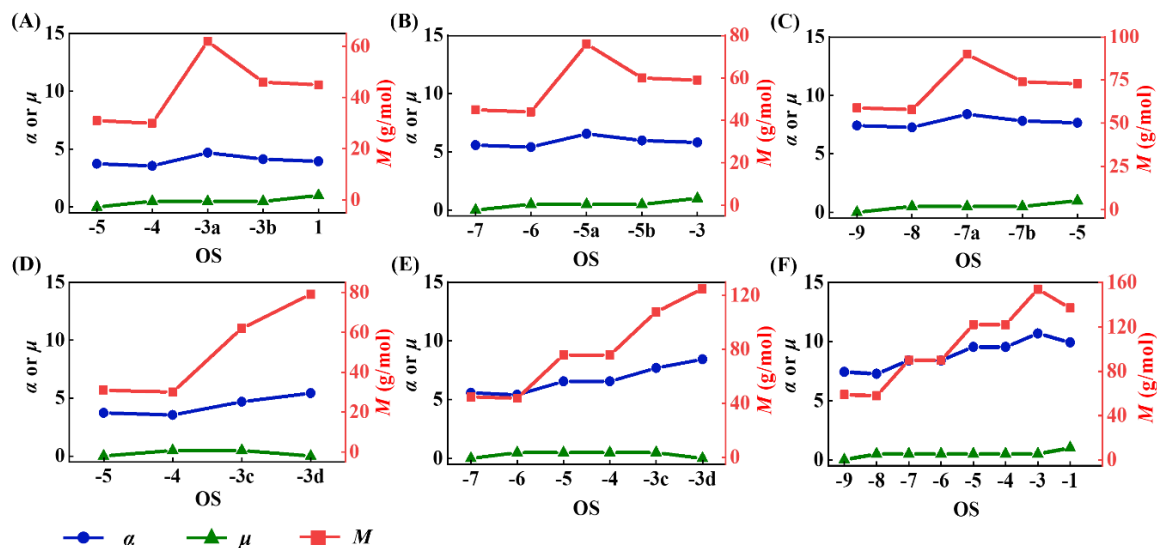 (A)
15
10
5
0
α or μ
60
40
20
0
M (g/mol)
-5 -4 -3a -3b 1
OS
(B)
15
10
5
0
α or μ
80
60
40
20
0
M (g/mol)
-7 -6 -5a -5b -3
OS
(C)
15
10
5
0
α or μ
100
75
50
25
0
M (g/mol)
-9 -8 -7a -7b -5
OS
(D)
15
10
5
0
α or μ
80
60
40
20
0
M (g/mol)
-5 -4 -3c -3d
OS
(E)
15
10
5
0
α or μ
120
80
40
0
M (g/mol)
-7 -6 -5 -4 -3c -3d
OS
(F)
15
10
5
0
α or μ
160
120
80
40
0
M (g/mol)
-9 -8 -7 -6 -5 -4 -3 -1
OS
α μ M